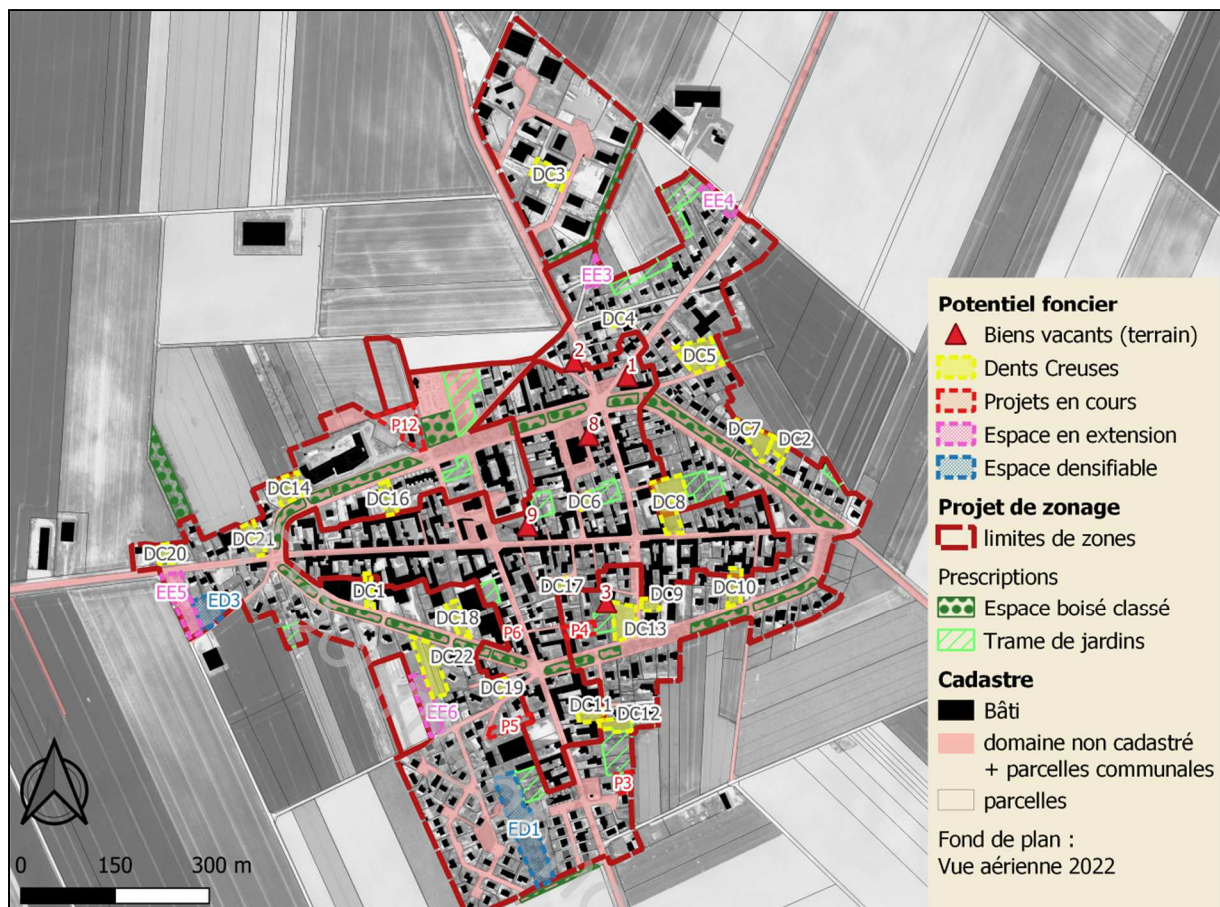 DC3
EE4
EE3
DC4
2
1
DC5
P12
8
DC7
DC2
DC14
DC16
DC6
DC8
9
DC21
DC20
EE5
ED3
DC1
DC17
3
DC9
DC10
DC18
P6
P4
DC13
DC22
DC19
EE6
DC11
DC12
P5
P3
ED1
0 150 300 m
Potentiel foncier
Biens vacants (terrain)
Dents Creuses
Projets en cours
Espace en extension
Espace densifiable
Projet de zonage
limites de zones
Prescriptions
Espace boisé classé
Trame de jardins
Cadastre
Bâti
domaine non cadastré
+ parcelles communales
parcelles
Fond de plan :
Vue aérienne 2022